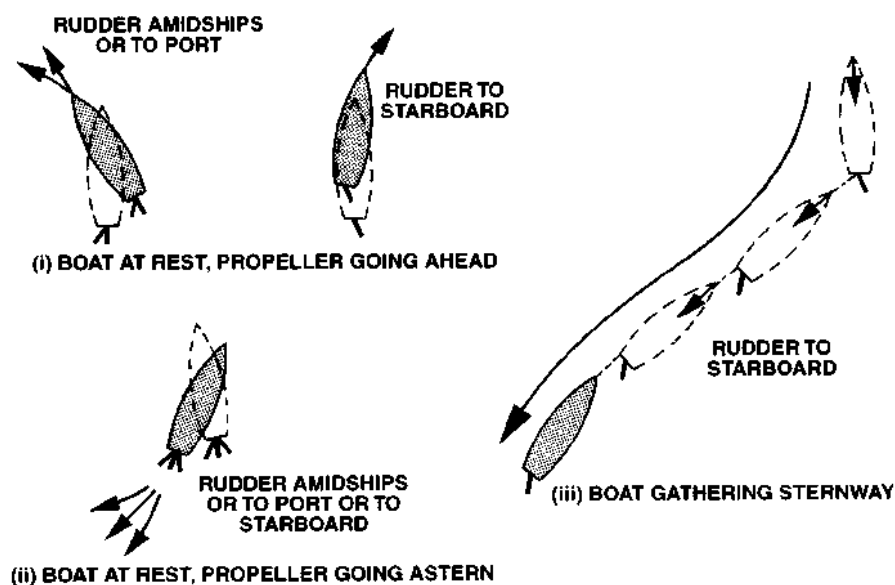 RUDDER AMIDSHIPS
OR TO PORT
RUDDER TO
STARBOARD
(i) BOAT AT REST, PROPELLER GOING AHEAD
RUDDER AMIDSHIPS
OR TO PORT OR TO
STARBOARD
(ii) BOAT AT REST, PROPELLER GOING ASTERN
RUDDER TO
STARBOARD
(iii) BOAT GATHERING STERNWAY